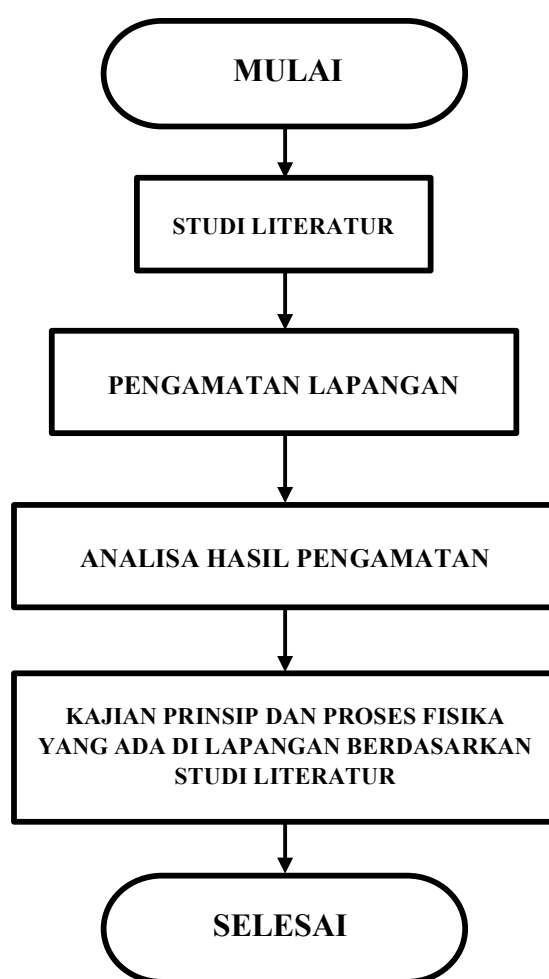 MULAI
STUDI LITERATUR
PENGAMATAN LAPANGAN
ANALISA HASIL PENGAMATAN
KAJIAN PRINSIP DAN PROSES FISIKA
YANG ADA DI LAPANGAN BERDASARKAN
STUDI LITERATUR
SELESAI